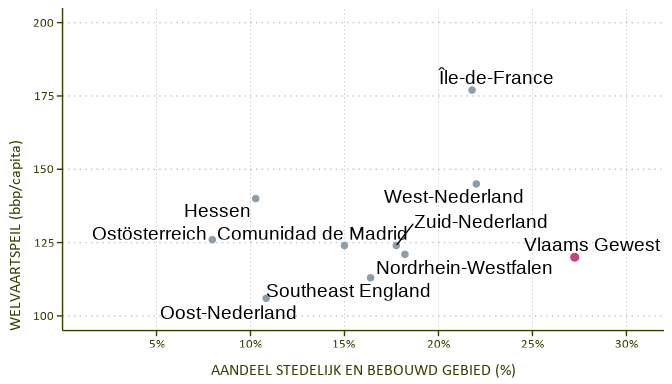 200
175
150
125
100
WELVAARTSPEIL (bbp/capita)
Île-de-France
West-Nederland
Hessen
Zuid-Nederland
Ostösterreich
Comunidad de Madrid
Vlaams Gewest
Nordrhein-Westfalen
Southeast England
Oost-Nederland
5%
10%
15%
20%
25%
30%
AANDEEL STEDELIJK EN BEBOUWD GEBIED (%)